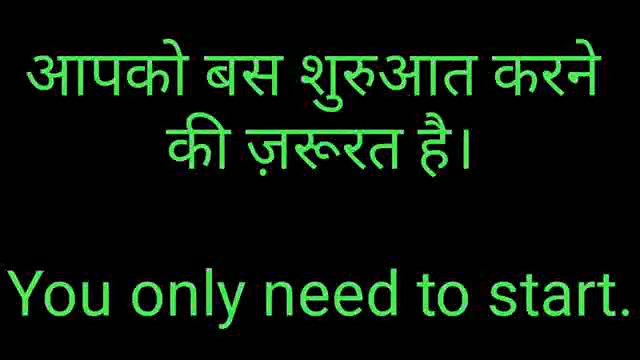 आपको बस शुरुआत करने
की ज़रूरत है।
You only need to start.